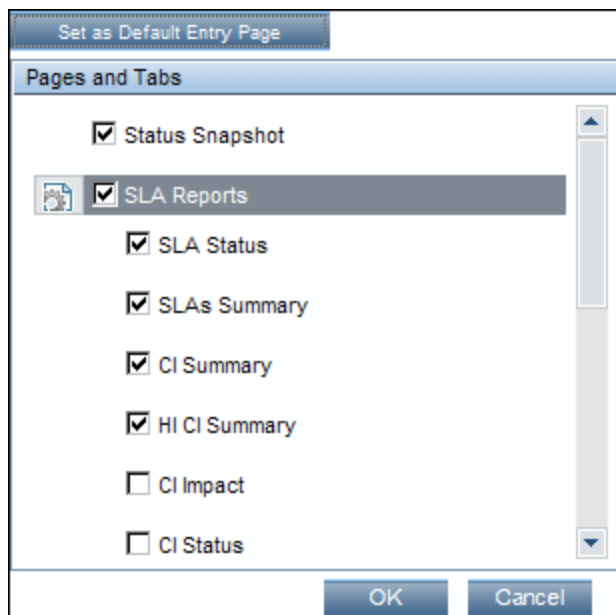 Set as Default Entry Page
Pages and Tabs
Status Snapshot
SLA Reports
SLA Status
SLAs Summary
CI Summary
HI CI Summary
CI Impact
CI Status
OK Cancel